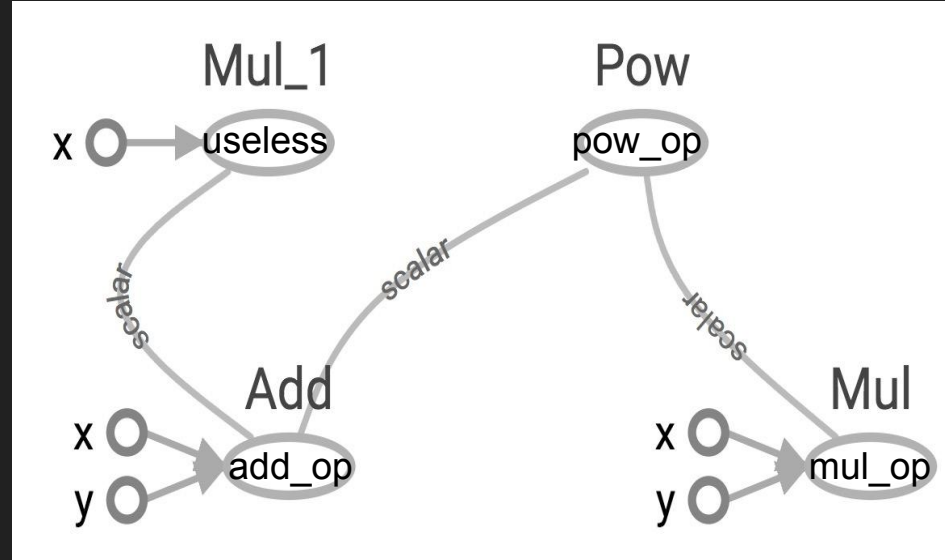 Mul_1
Pow
x
useless
pow_op
scalar
scalar
scalar
Add
Mul
x
add_op
y
x
mul_op
y